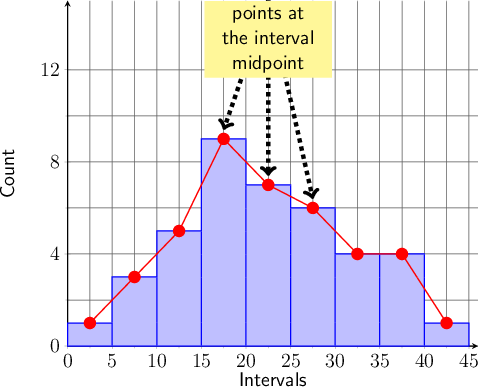 points at
the interval
midpoint
12
8
4
0
Count
0 5 10 15 20 25 30 35 40 45
Intervals